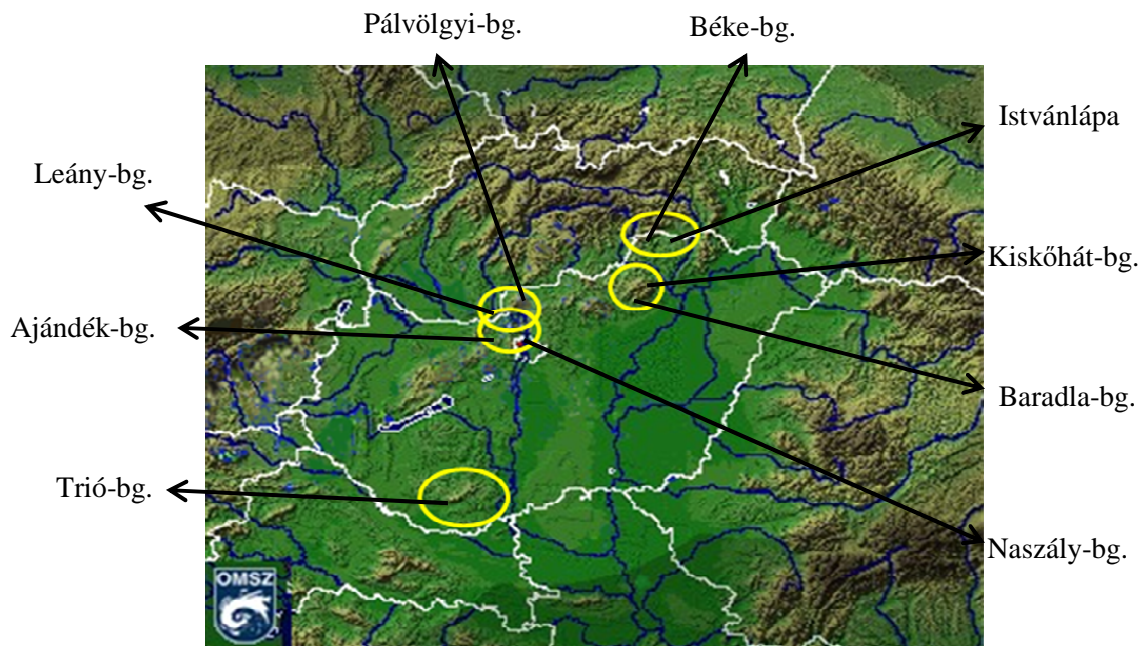 Pálvölgyi-bg.
Béke-bg.
Istvánlápa
Leány-bg.
Kiskőhát-bg.
Ajándék-bg.
Baradla-bg.
Trió-bg.
Naszály-bg.
OMSZ